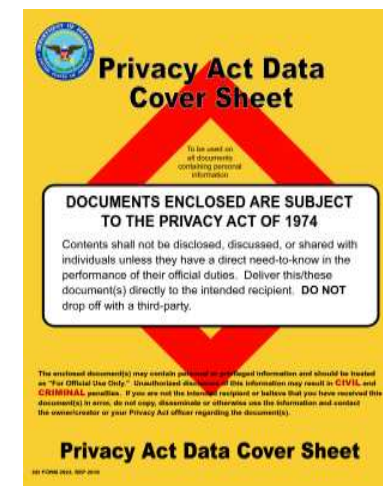 Privacy Act Data
Cover Sheet
To be used on
all documents
containing personal
information
DOCUMENTS ENCLOSED ARE SUBJECT
TO THE PRIVACY ACT OF 1974
Contents shall not be disclosed, discussed, or shared with
individuals unless they have a direct need-to-know in the
performance of their official duties. Deliver this/these
document(s) directly to the intended recipient. DO NOT
drop off with a third-party.
The enclosed document(s) may contain personal or privileged information and should be treated
as "For Official Use Only." Unauthorized disclosure of this information may result in CIVIL and
CRIMINAL penalties. If you are not the intended recipient or believe that you have received this
document(s) in error, do not copy, disseminate or otherwise use the information and contact
the owner/creator or your Privacy Act officer regarding the document(s).
Privacy Act Data Cover Sheet
FORM 2923, SEP 2010